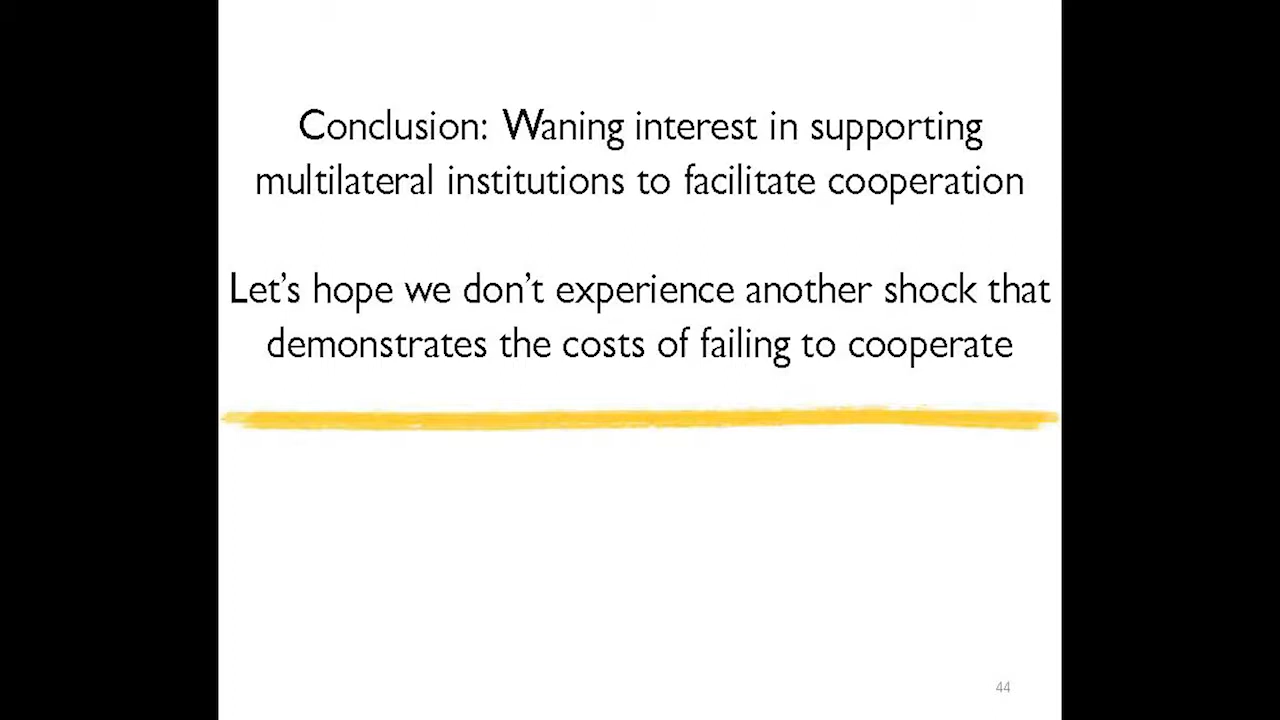 Conclusion: Waning interest in supporting
multilateral institutions to facilitate cooperation
Let’s hope we don’t experience another shock that
demonstrates the costs of failing to cooperate
44